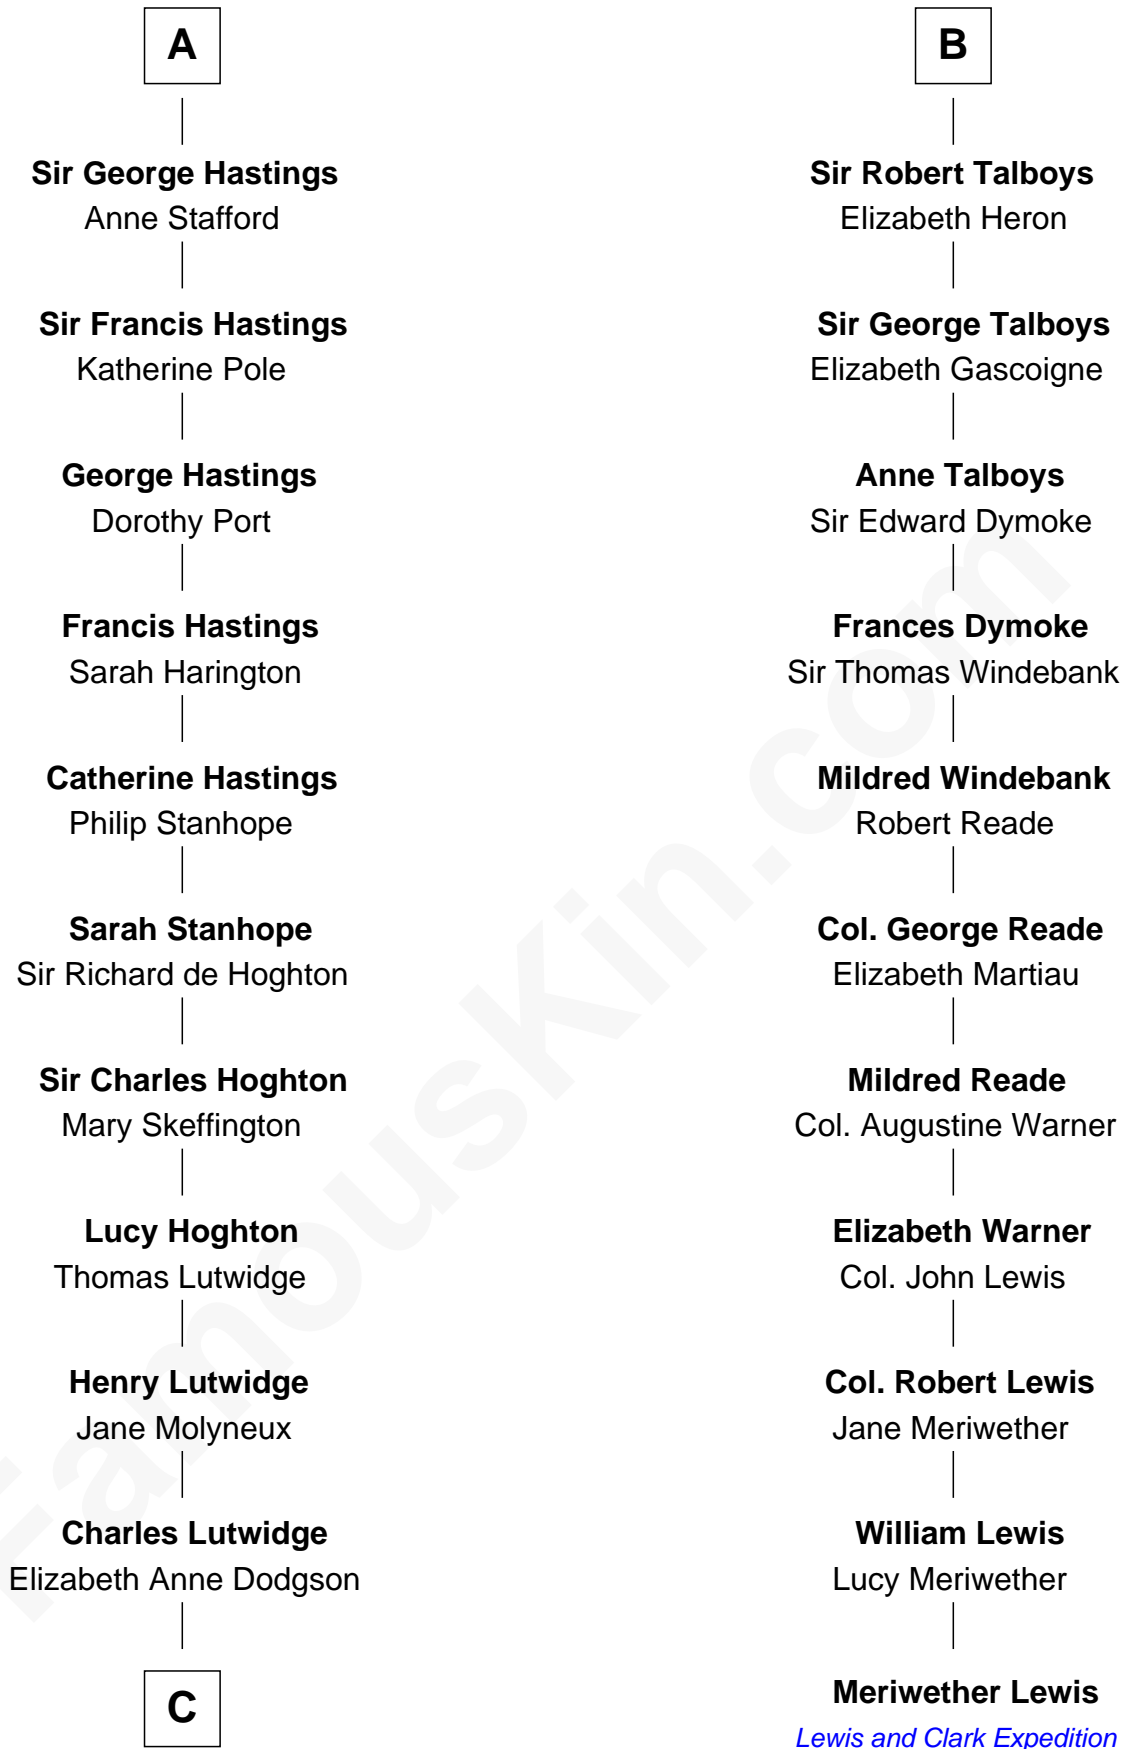 A
Sir George Hastings
Anne Stafford
Sir Francis Hastings
Katherine Pole
George Hastings
Dorothy Port
Francis Hastings
Sarah Harington
Catherine Hastings
Philip Stanhope
Sarah Stanhope
Sir Richard de Hoghton
Sir Charles Hoghton
Mary Skeffington
Lucy Hoghton
Thomas Lutwidge
Henry Lutwidge
Jane Molyneux
Charles Lutwidge
Elizabeth Anne Dodgson
C
B
Sir Robert Talboys
Elizabeth Heron
Sir George Talboys
Elizabeth Gascoigne
Anne Talboys
Sir Edward Dymoke
Frances Dymoke
Sir Thomas Windebank
Mildred Windebank
Robert Reade
Col. George Reade
Elizabeth Martiau
Mildred Reade
Col. Augustine Warner
Elizabeth Warner
Col. John Lewis
Col. Robert Lewis
Jane Meriwether
William Lewis
Lucy Meriwether
Meriwether Lewis
Lewis and Clark Expedition
FamousKin.com